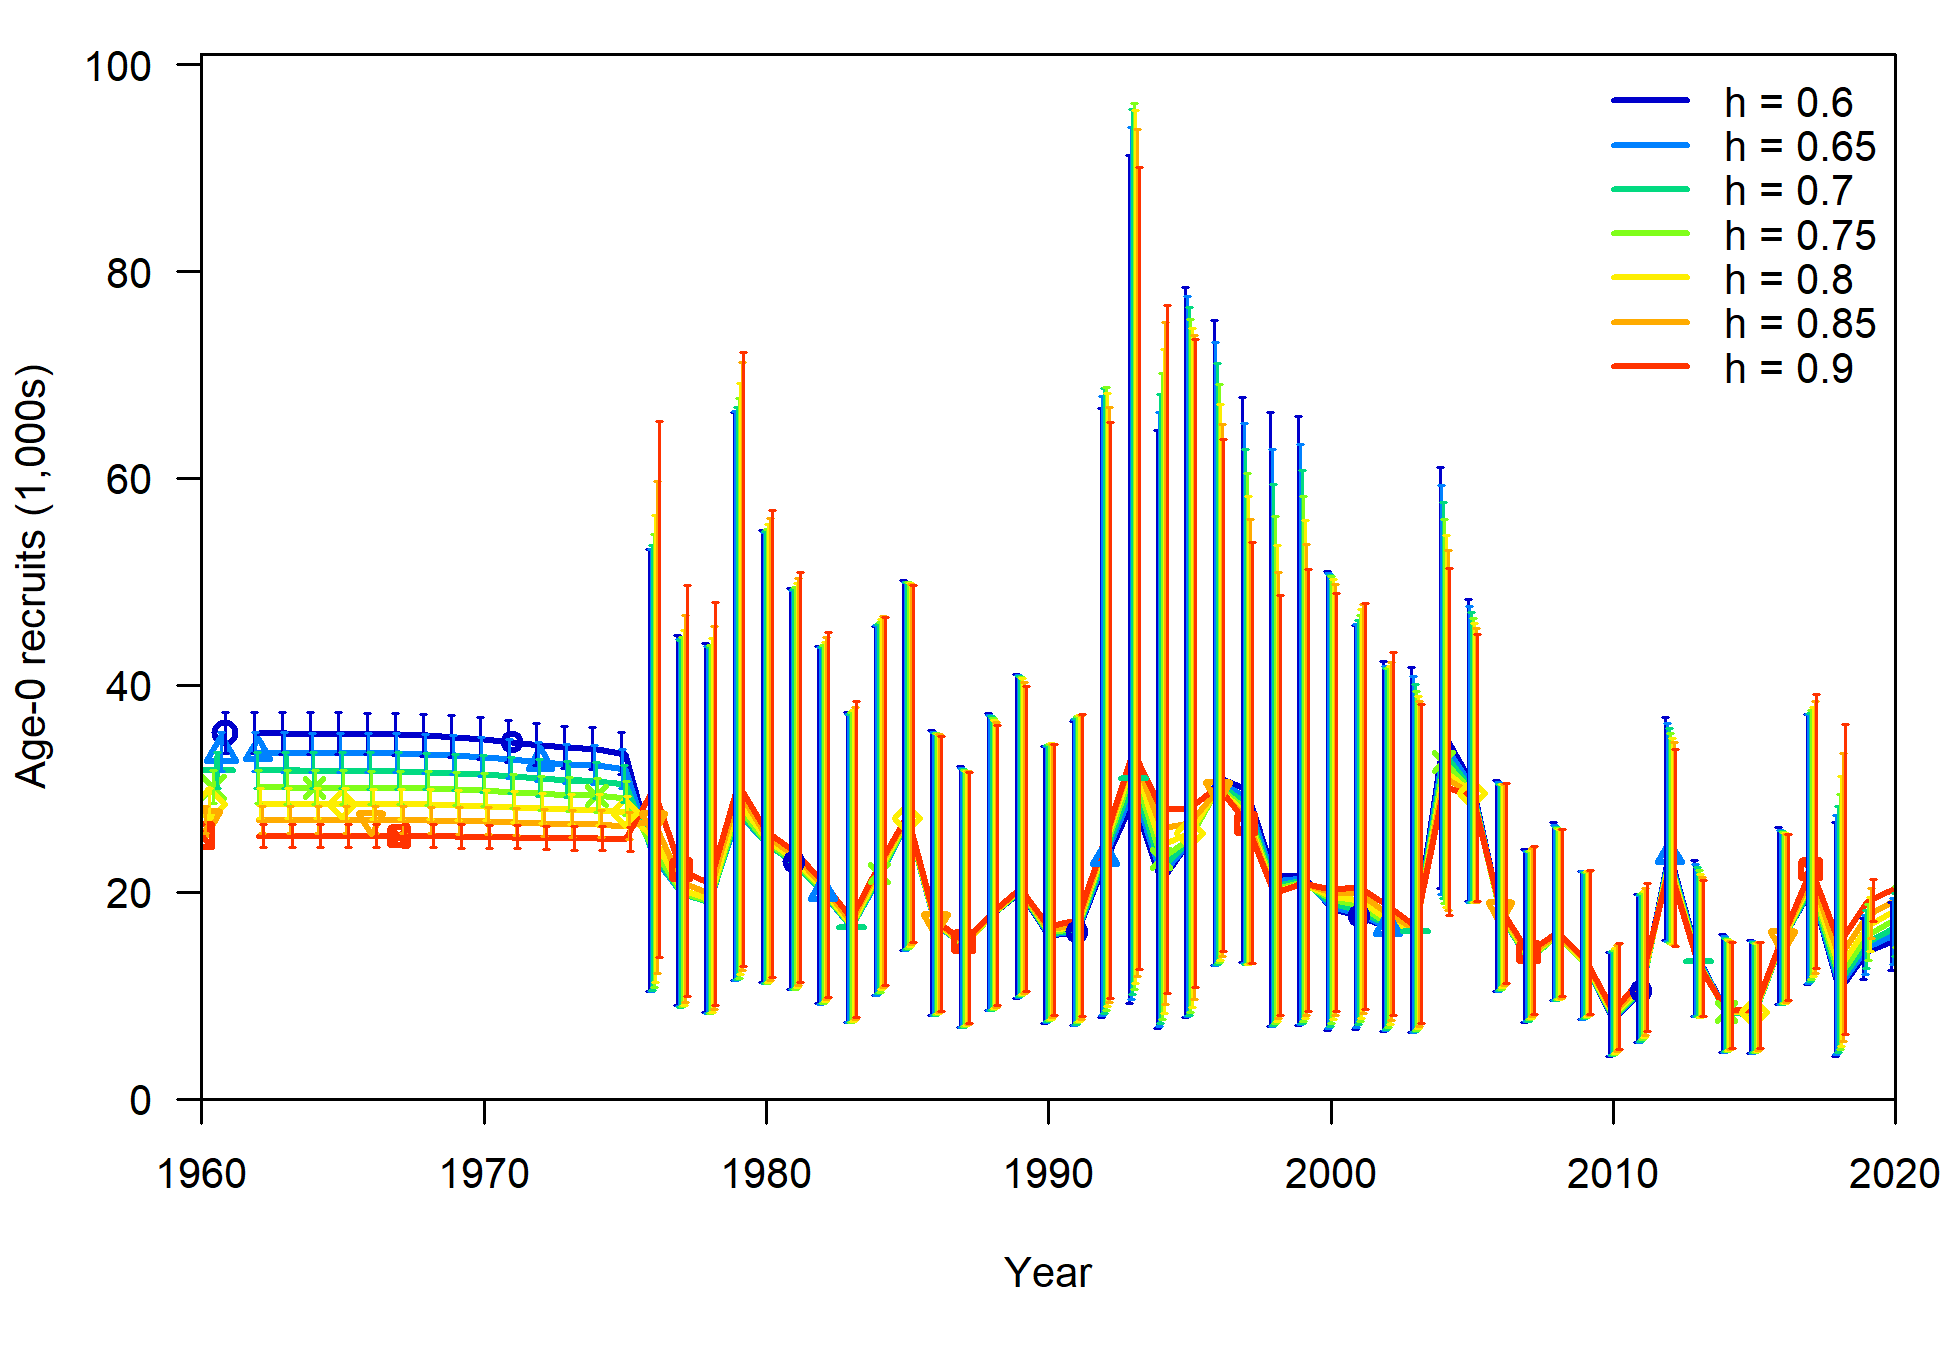 100
80
60
40
20
0
Age-0 recruits (1,000s)
h = 0.6
h = 0.65
h = 0.7
h = 0.75
h = 0.8
h = 0.85
h = 0.9
1960 1970 1980 1990 2000 2010 2020
Year